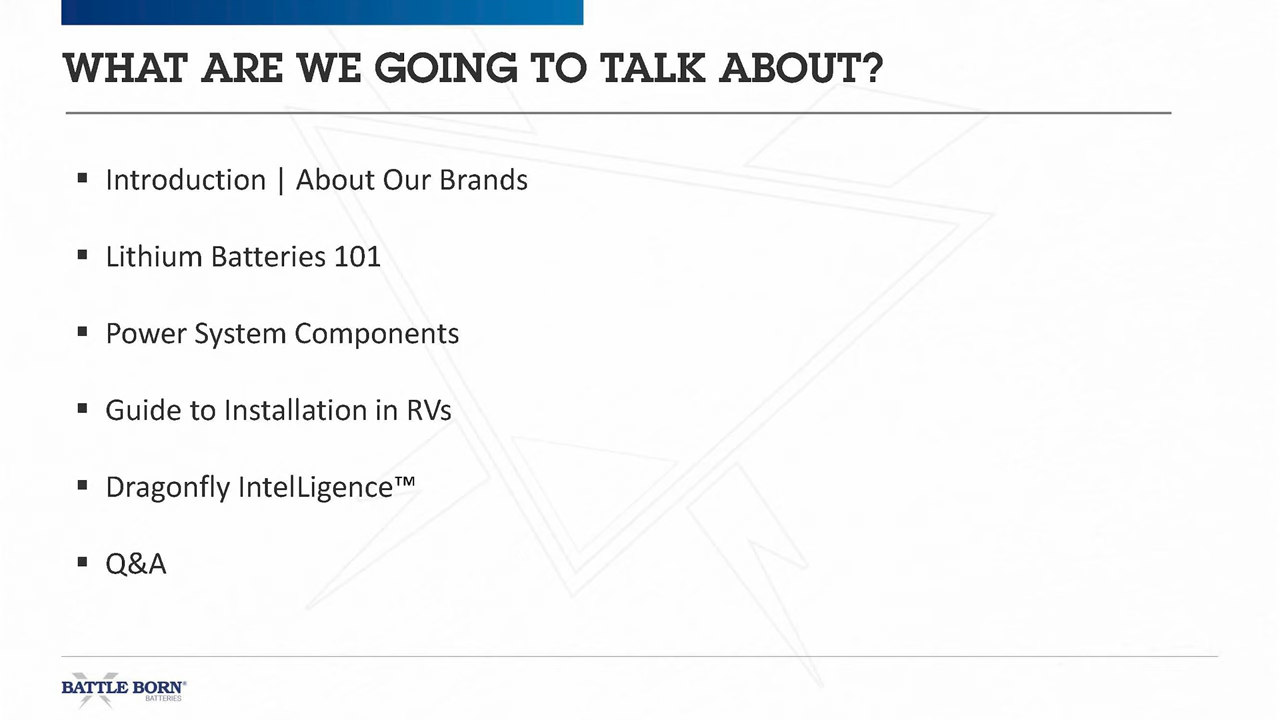 WHAT ARE WE GOING TO TALK ABOUT?
▪ Introduction | About Our Brands
▪ Lithium Batteries 101
▪ Power System Components
▪ Guide to Installation in RVs
▪ Dragonfly IntelLigence™
▪ Q&A
BATTLE BORN®
BATTERIES